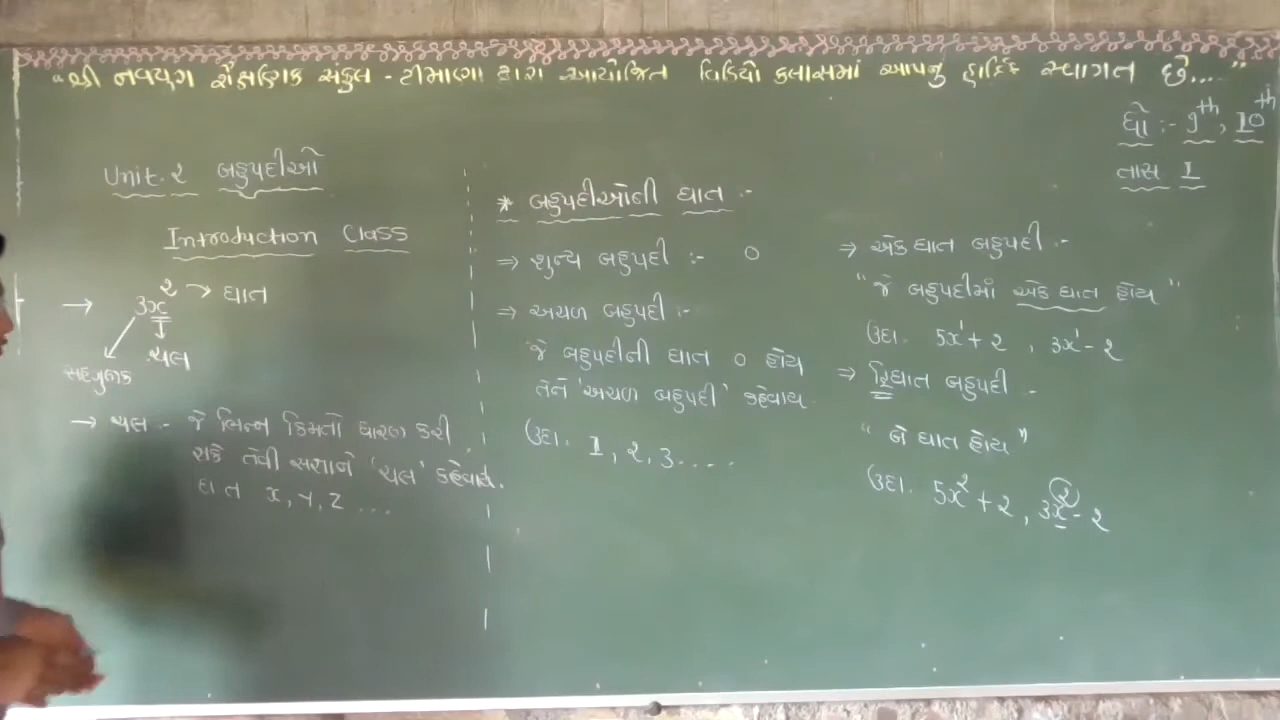 "શ્રી નવયુગ શૈક્ષણિક સંકુલ - ટીમાણા દ્વારા આયોજિત વિડિયો ક્લાસમાં આપનું હાર્દિક સ્વાગત છે...."
ધો :- 9th, 10th
તાસ 1
Unit. ૨ બહુપદીઓ
Introduction Class
→ 3x² → ઘાત
ચલ
સહગુણક
→ ચલ - જે ભિન્ન કિંમતો ધારણ કરી
શકે તેવી સંજ્ઞાને 'ચલ' કહેવાય.
દા ત x, y, z ...
* બહુપદીઓની ઘાત :-
⇒ શુન્ય બહુપદી :- 0
⇒ અચળ બહુપદી :-
જે બહુપદીની ઘાત 0 હોય
તેને 'અચળ બહુપદી' કહેવાય.
ઉદા. 1, ૨, 3....
⇒ એક ઘાત બહુપદી :-
"જે બહુપદીમાં એક ઘાત હોય"
ઉદા. 5x¹ + ૨ , 3x¹ - ૨
⇒ દ્વિઘાત બહુપદી -
"બે ઘાત હોય"
ઉદા. 5x² + ૨ , 3x² - ૨